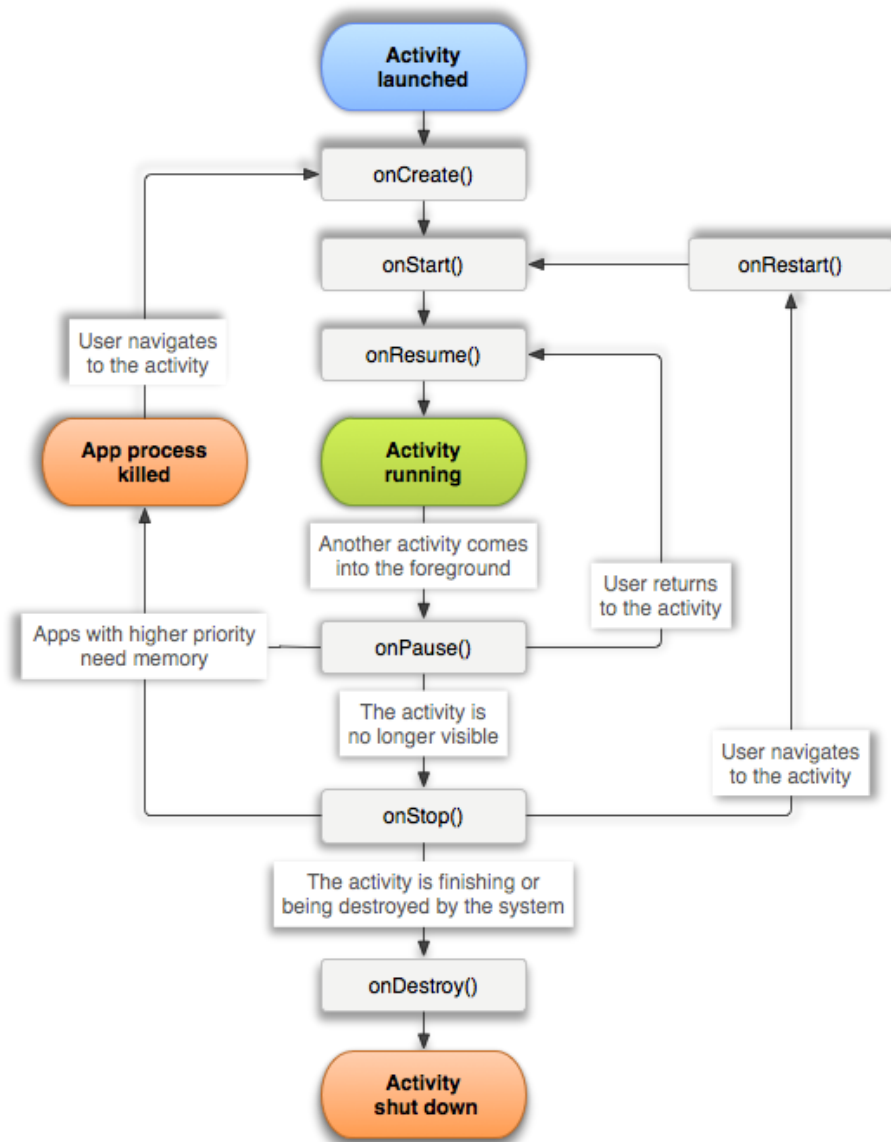 Activity
launched
onCreate()
onStart()
onRestart()
onResume()
User navigates
to the activity
App process
killed
Activity
running
Another activity comes
into the foreground
User returns
to the activity
Apps with higher priority
need memory
onPause()
The activity is
no longer visible
User navigates
to the activity
onStop()
The activity is finishing or
being destroyed by the system
onDestroy()
Activity
shut down